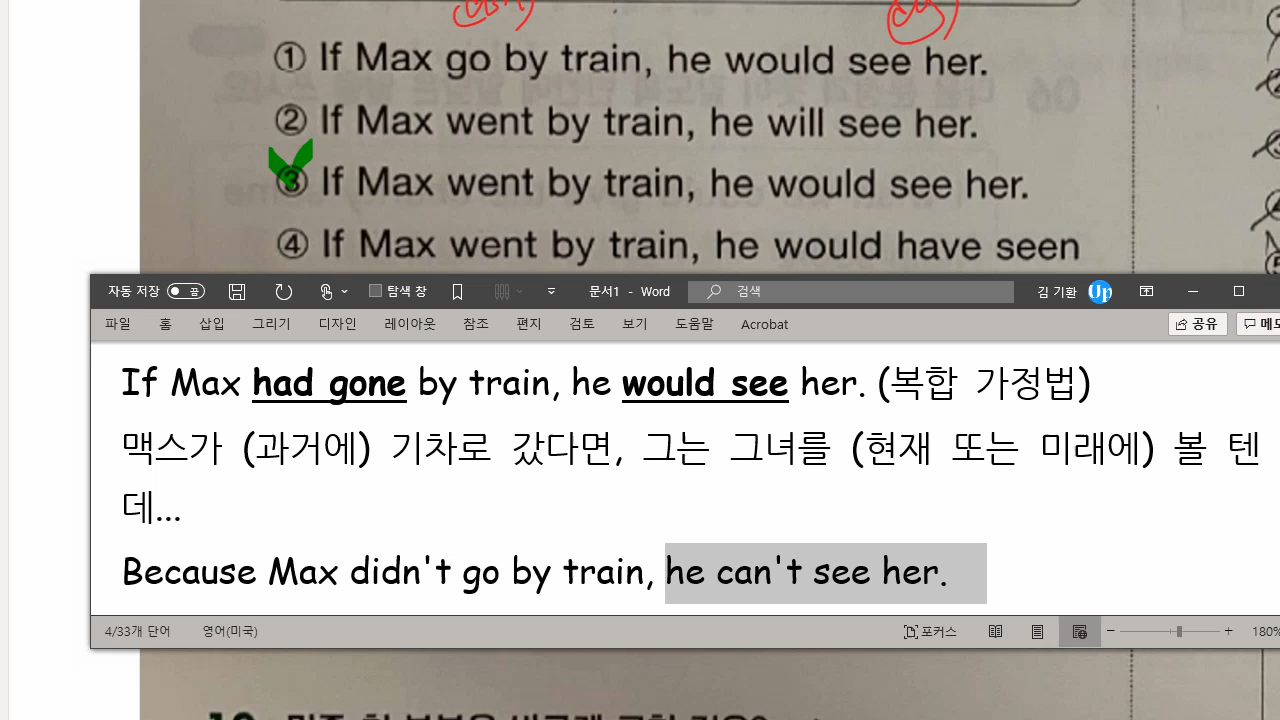 ① If Max go by train, he would see her.
② If Max went by train, he will see her.
③ If Max went by train, he would see her.
④ If Max went by train, he would have seen
자동 저장 끔 탐색 창 문서1 - Word 검색 김 기환 Up
파일 홈 삽입 그리기 디자인 레이아웃 참조 편지 검토 보기 도움말 Acrobat 공유 메모
If Max had gone by train, he would see her. (복합 가정법)
맥스가 (과거에) 기차로 갔다면, 그는 그녀를 (현재 또는 미래에) 볼 텐
데...
Because Max didn't go by train, he can't see her.
4/33개 단어 영어(미국) 포커스 180%